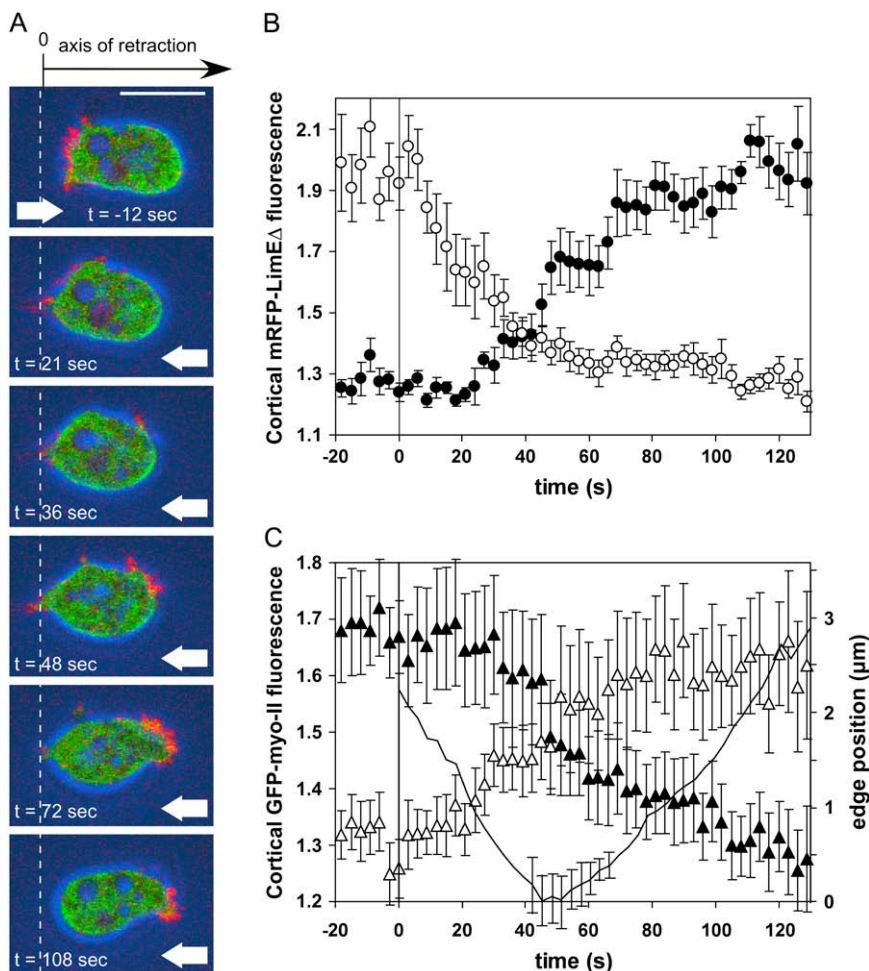 A
0
axis of retraction
t = -12 sec
t = 21 sec
t = 36 sec
t = 48 sec
t = 72 sec
t = 108 sec
B
Cortical mRFP-LimEΔ fluorescence
2.1
1.9
1.7
1.5
1.3
1.1
-20 0 20 40 60 80 100 120
time (s)
C
Cortical GFP-myo-II fluorescence
1.8
1.7
1.6
1.5
1.4
1.3
1.2
3
2
1
0
edge position (µm)
-20 0 20 40 60 80 100 120
time (s)